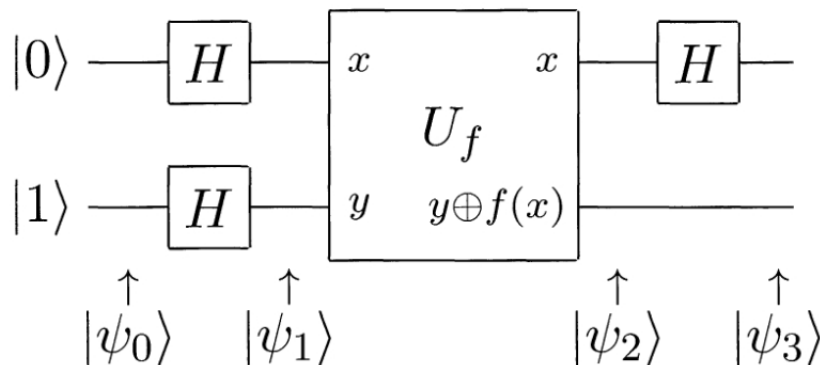 |0⟩ H x x H
U_f
|1⟩ H y y⊕f(x)
↑ ↑ ↑ ↑
|ψ₀⟩ |ψ₁⟩ |ψ₂⟩ |ψ₃⟩